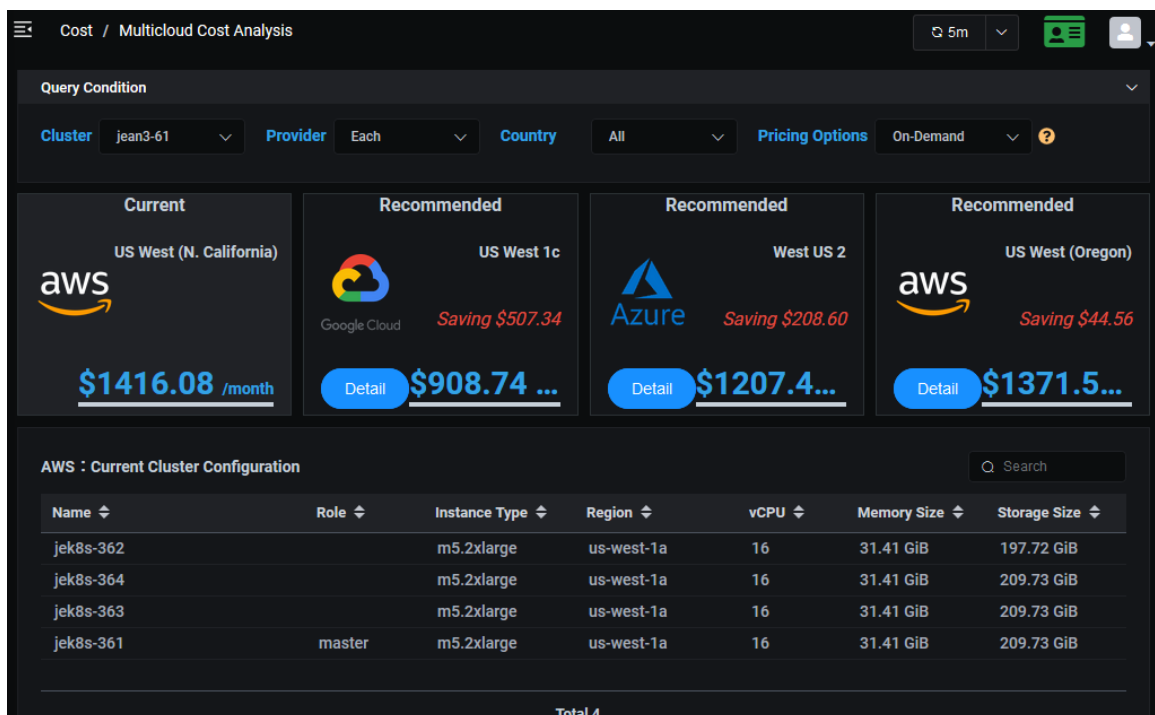 Cost / Multicloud Cost Analysis
5m
Query Condition
Cluster jean3-61 Provider Each Country All Pricing Options On-Demand ?
Current
US West (N. California)
aws
$1416.08 /month
Recommended
US West 1c
Google Cloud
Saving $507.34
Detail $908.74 ...
Recommended
West US 2
Azure
Saving $208.60
Detail $1207.4...
Recommended
US West (Oregon)
aws
Saving $44.56
Detail $1371.5...
AWS : Current Cluster Configuration
Search
Name Role Instance Type Region vCPU Memory Size Storage Size
jek8s-362 m5.2xlarge us-west-1a 16 31.41 GiB 197.72 GiB
jek8s-364 m5.2xlarge us-west-1a 16 31.41 GiB 209.73 GiB
jek8s-363 m5.2xlarge us-west-1a 16 31.41 GiB 209.73 GiB
jek8s-361 master m5.2xlarge us-west-1a 16 31.41 GiB 209.73 GiB
Total 4